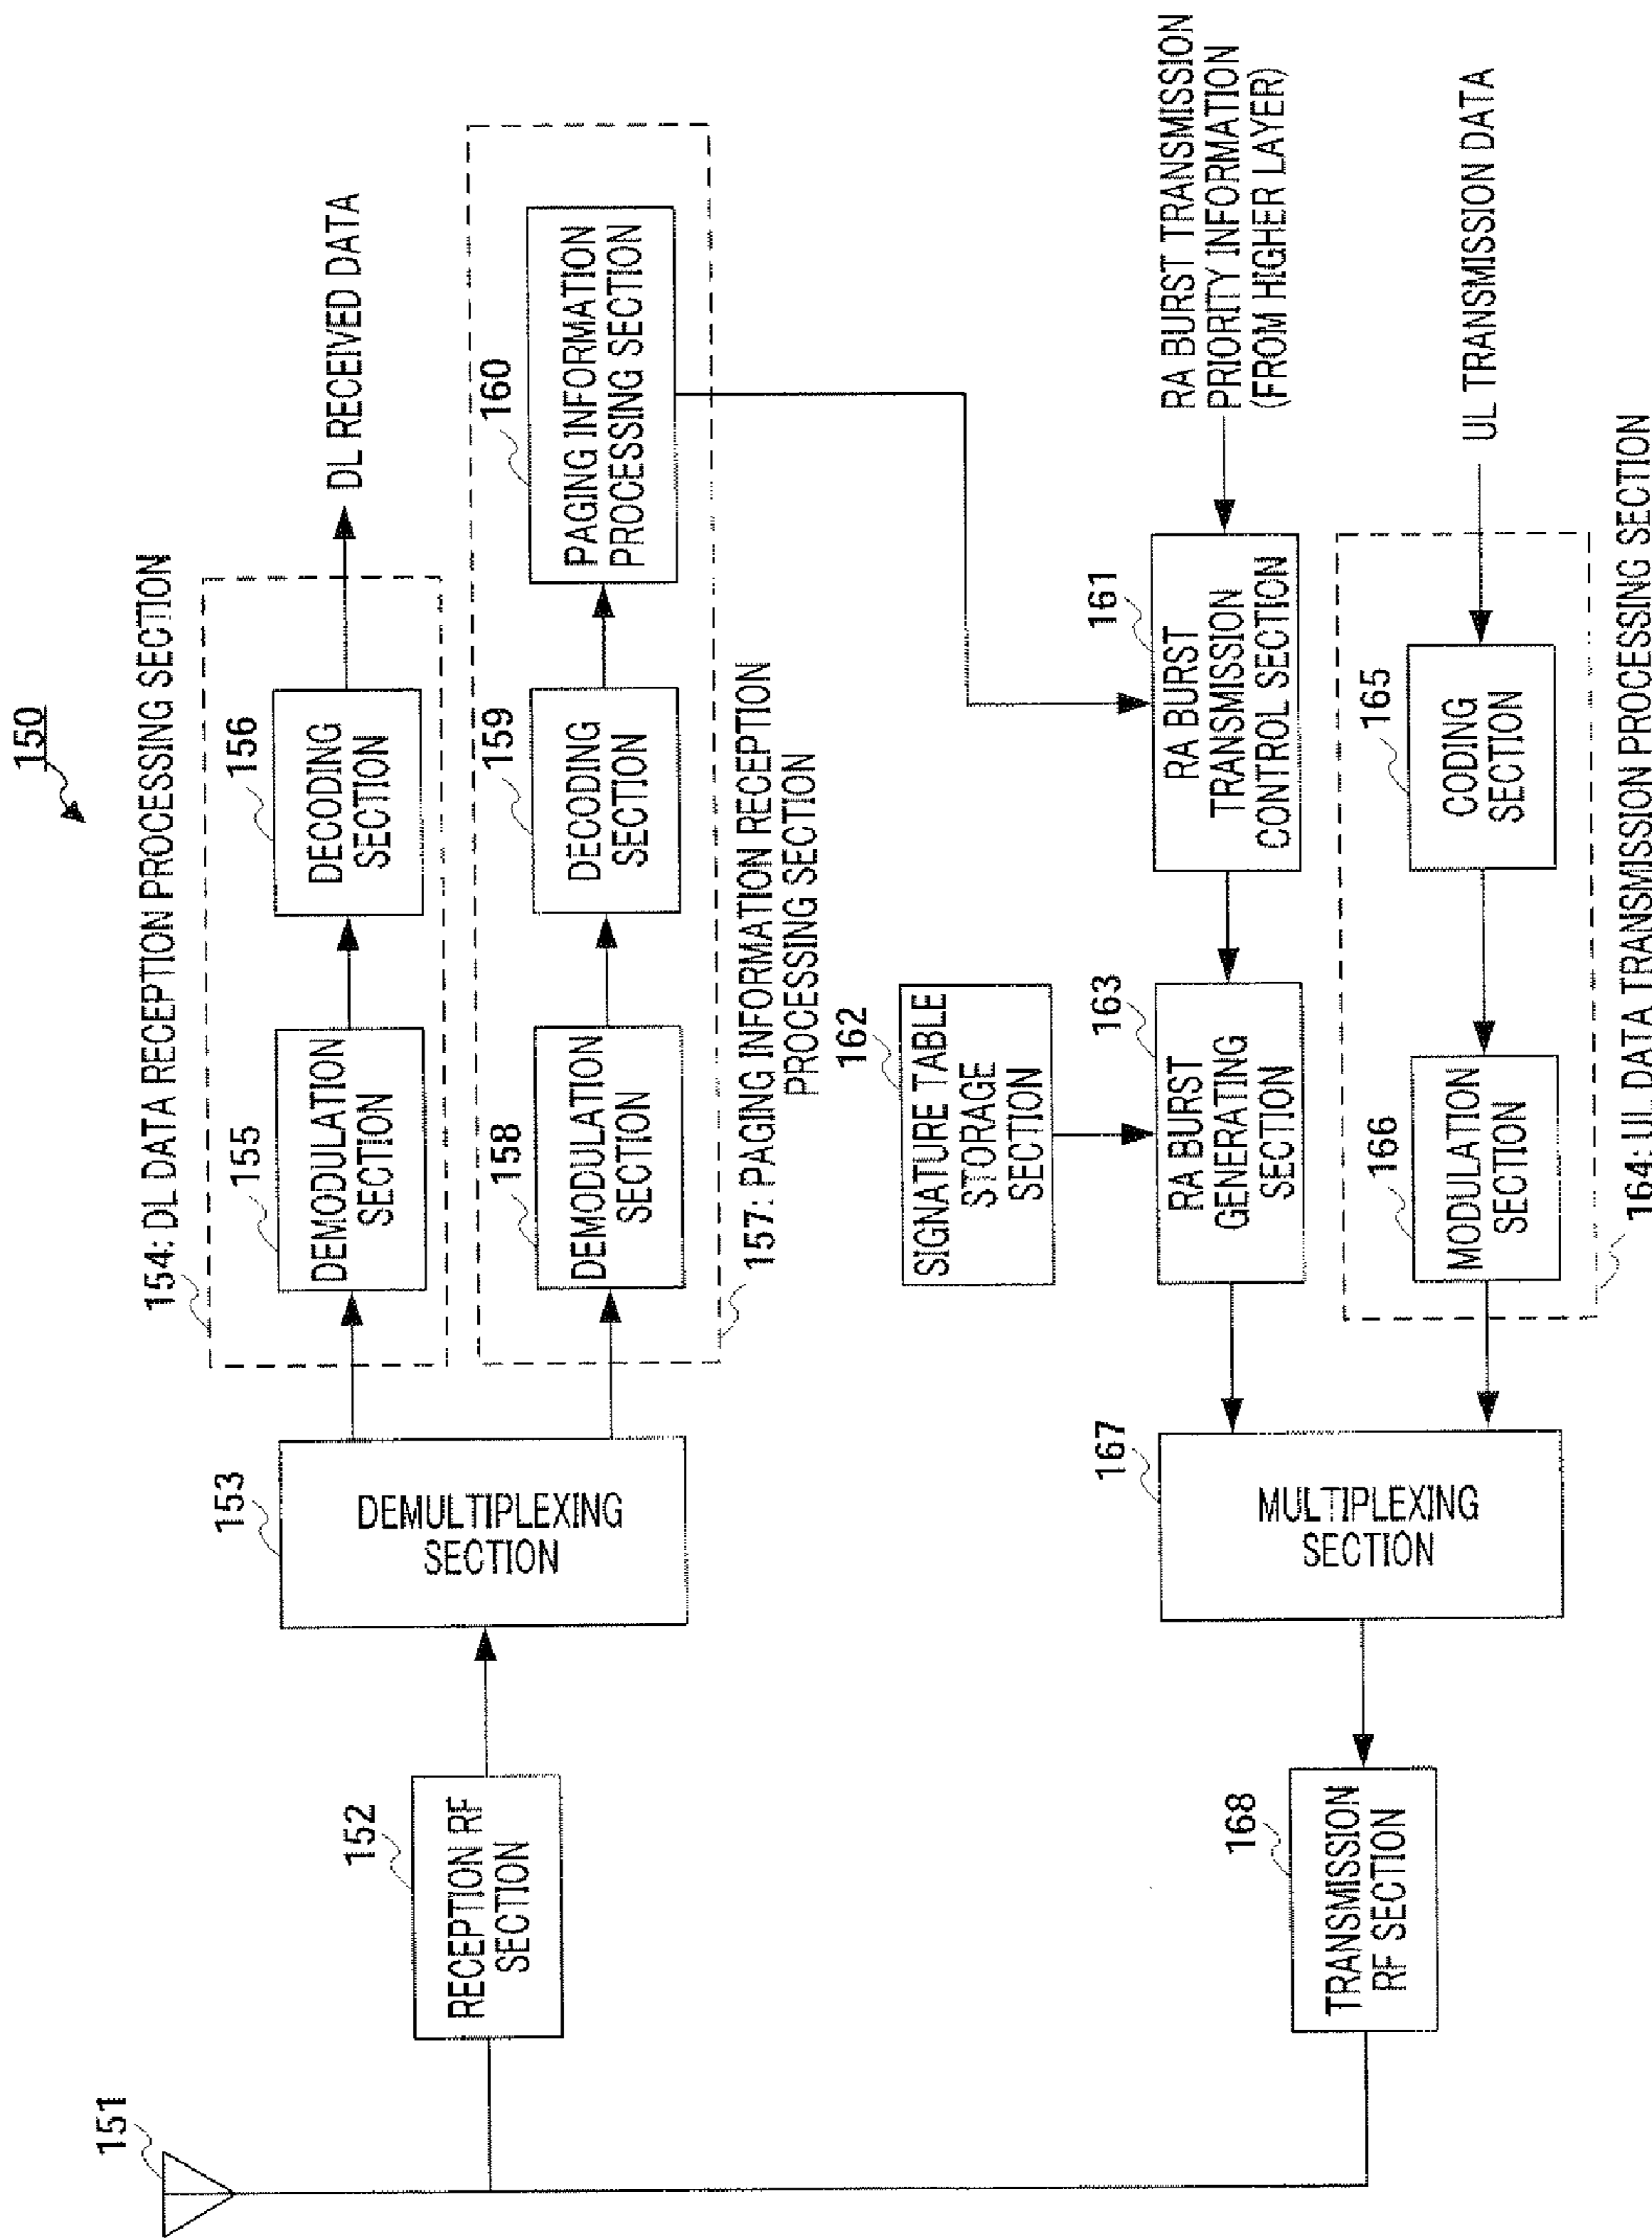 150
154: DL DATA RECEPTION PROCESSING SECTION
151
152
RECEPTION RF
SECTION
153
DEMULTIPLEXING
SECTION
155
DEMODULATION
SECTION
156
DECODING
SECTION
DL RECEIVED DATA
158
DEMODULATION
SECTION
159
DECODING
SECTION
160
PAGING INFORMATION
PROCESSING SECTION
157: PAGING INFORMATION RECEPTION
PROCESSING SECTION
162
SIGNATURE TABLE
STORAGE
SECTION
168
TRANSMISSION
RF SECTION
167
MULTIPLEXING
SECTION
163
RA BURST
GENERATING
SECTION
161
RA BURST
TRANSMISSION
CONTROL SECTION
RA BURST TRANSMISSION
PRIORITY INFORMATION
(FROM HIGHER LAYER)
166
MODULATION
SECTION
165
CODING
SECTION
UL TRANSMISSION DATA
164: UL DATA TRANSMISSION PROCESSING SECTION